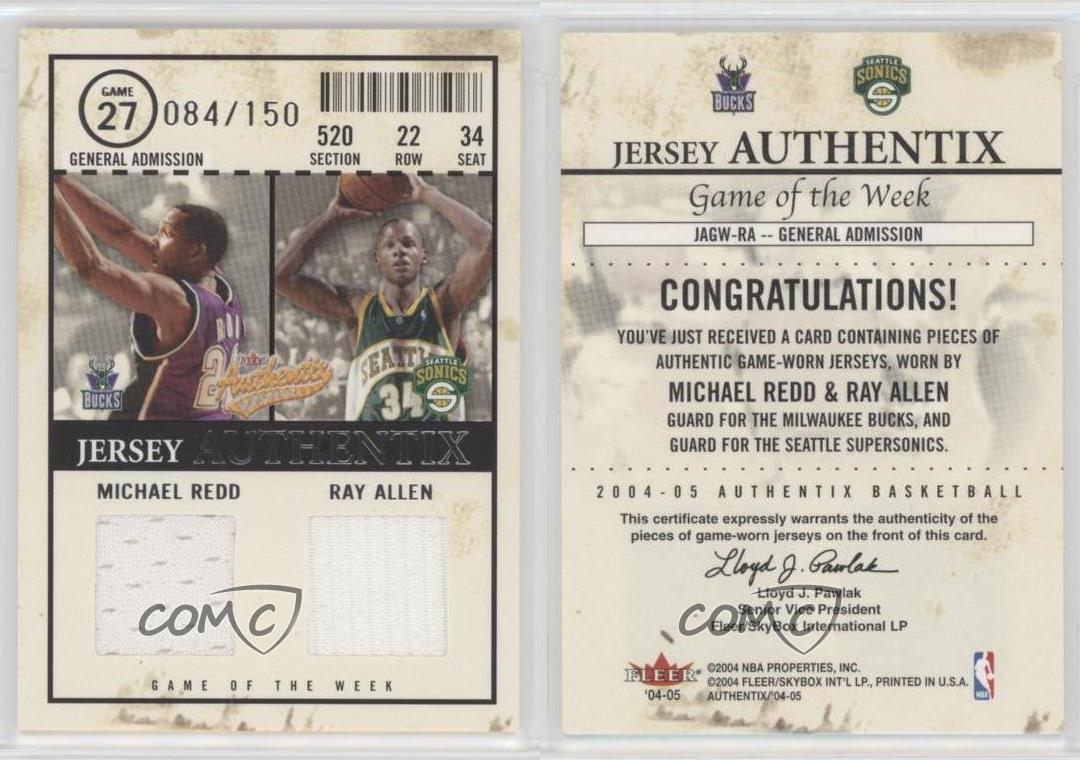 GAME
27
084/150
520 22 34
SECTION ROW SEAT
GENERAL ADMISSION
BUCKS
2
FLEER
Authentix
SEATTLE
34
SEATTLE
SONICS
JERSEY AUTHENTIX
MICHAEL REDD RAY ALLEN
COMC
GAME OF THE WEEK
BUCKS
SEATTLE
SONICS
JERSEY AUTHENTIX
Game of the Week
JAGW-RA -- GENERAL ADMISSION
CONGRATULATIONS!
YOU'VE JUST RECEIVED A CARD CONTAINING PIECES OF
AUTHENTIC GAME-WORN JERSEYS, WORN BY
MICHAEL REDD & RAY ALLEN
GUARD FOR THE MILWAUKEE BUCKS, AND
GUARD FOR THE SEATTLE SUPERSONICS.
2004-05 AUTHENTIX BASKETBALL
This certificate expressly warrants the authenticity of the
pieces of game-worn jerseys on the front of this card.
Lloyd J. Pawlak
Lloyd J. Pawlak
Senior Vice President
Fleer/SkyBox International LP
COMC
FLEER
'04-05
©2004 NBA PROPERTIES, INC.
©2004 FLEER/SKYBOX INT'L LP., PRINTED IN U.S.A.
AUTHENTIX/'04-05
NBA